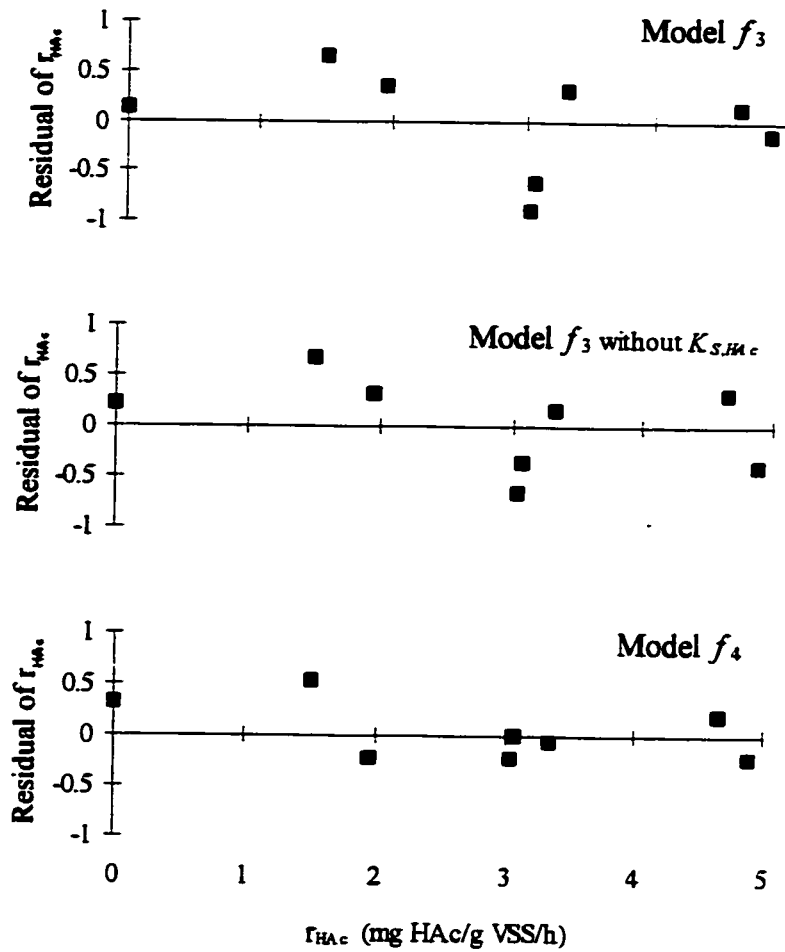 Model f3
Residual of rHAc
1
0.5
0
-0.5
-1
Model f3 without KS,HAc
Residual of rHAc
1
0.5
0
-0.5
-1
Model f4
Residual of rHAc
1
0.5
0
-0.5
-1
0 1 2 3 4 5
rHAc (mg HAc/g VSS/h)